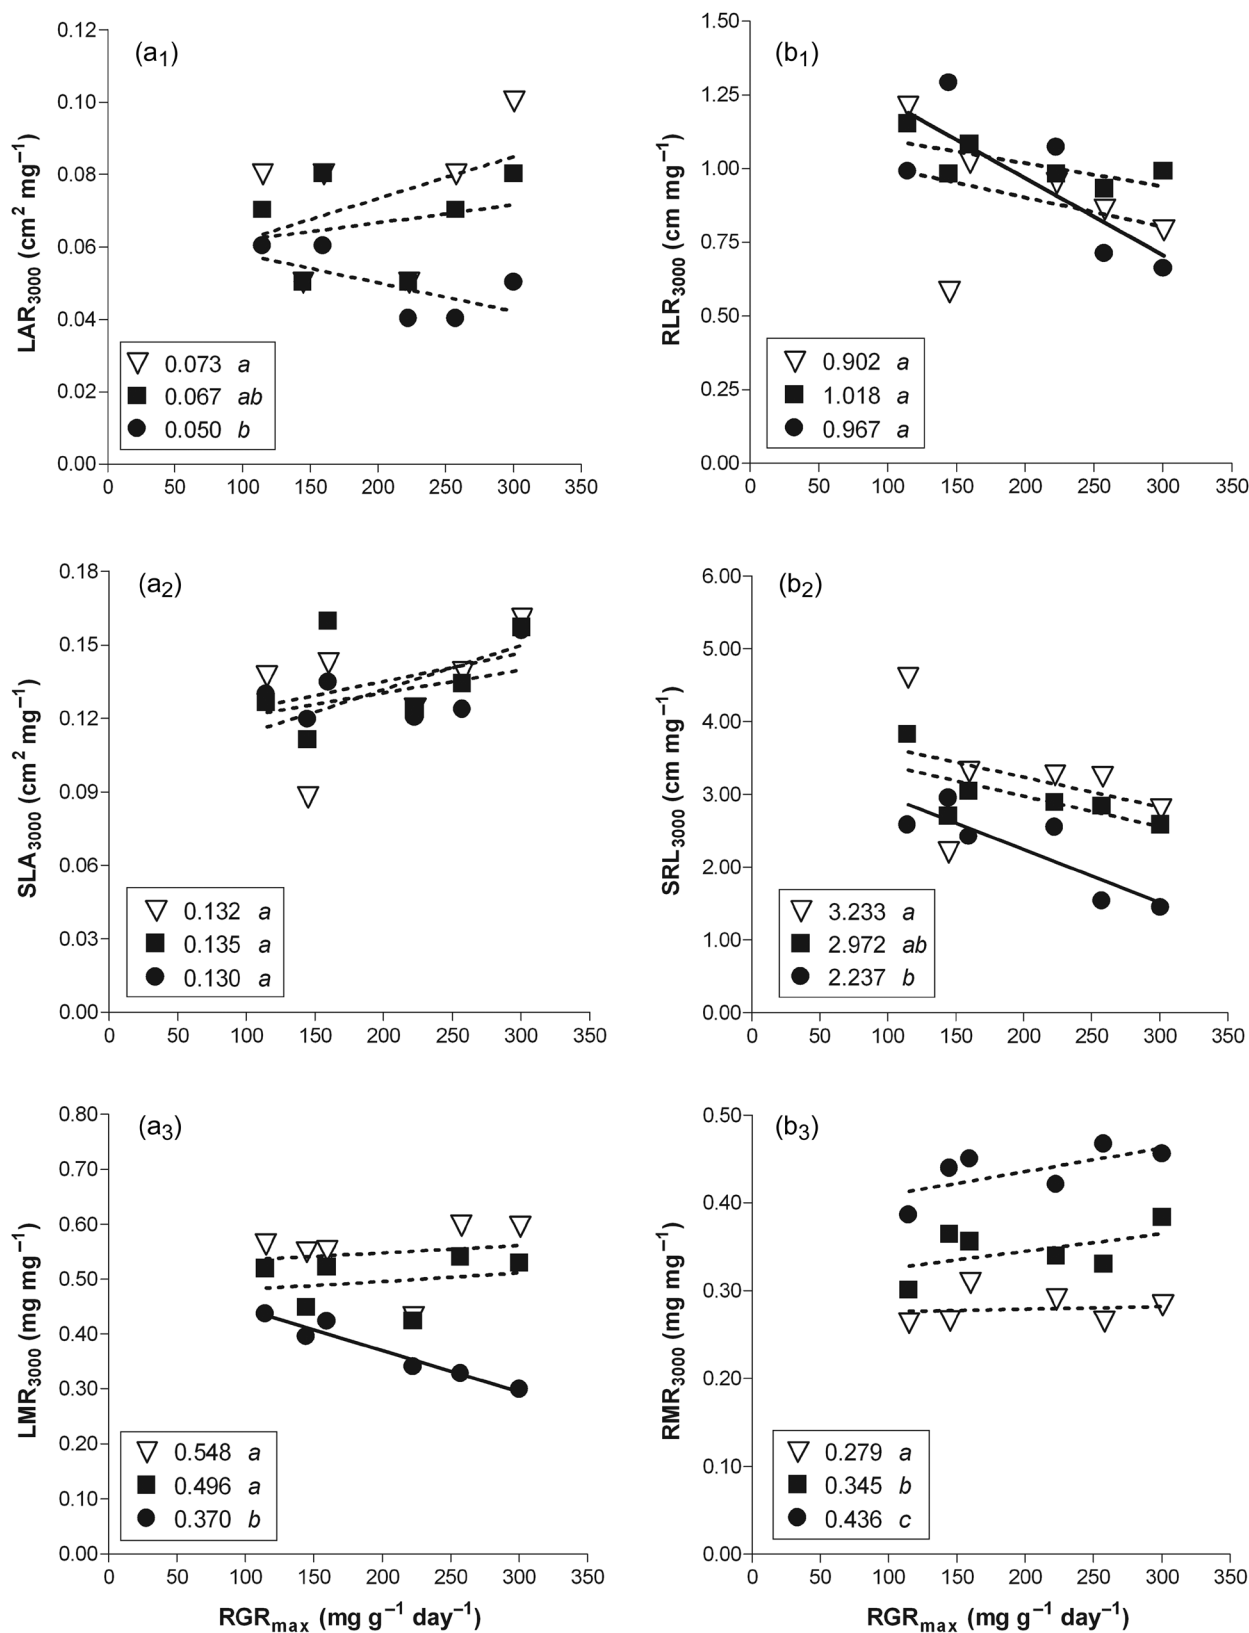 (a1)
0.12
0.10
0.08
0.06
0.04
0.02
0.00
LAR3000 (cm2 mg−1)
0.073 a
0.067 ab
0.050 b
0 50 100 150 200 250 300 350
(b1)
1.50
1.25
1.00
0.75
0.50
0.25
0.00
RLR3000 (cm mg−1)
0.902 a
1.018 a
0.967 a
0 50 100 150 200 250 300 350
(a2)
0.18
0.15
0.12
0.09
0.06
0.03
0.00
SLA3000 (cm2 mg−1)
0.132 a
0.135 a
0.130 a
0 50 100 150 200 250 300 350
(b2)
6.00
5.00
4.00
3.00
2.00
1.00
0.00
SRL3000 (cm mg−1)
3.233 a
2.972 ab
2.237 b
0 50 100 150 200 250 300 350
(a3)
0.80
0.70
0.60
0.50
0.40
0.30
0.20
0.10
0.00
LMR3000 (mg mg−1)
0.548 a
0.496 a
0.370 b
0 50 100 150 200 250 300 350
RGRmax (mg g−1 day−1)
(b3)
0.50
0.40
0.30
0.20
0.10
0.00
RMR3000 (mg mg−1)
0.279 a
0.345 b
0.436 c
0 50 100 150 200 250 300 350
RGRmax (mg g−1 day−1)